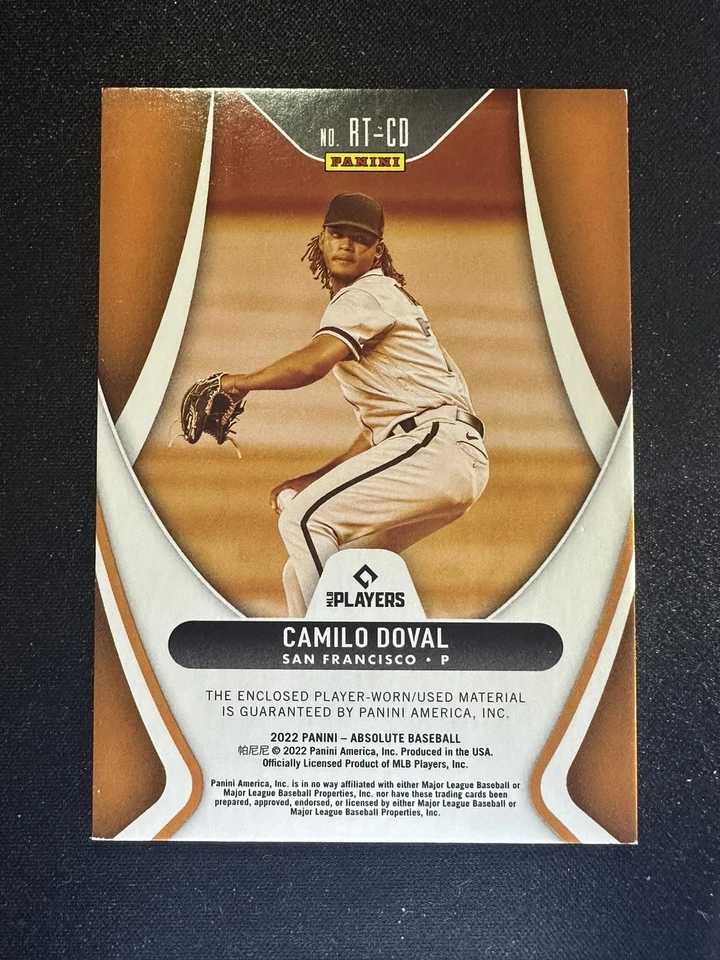 NO. RT-CD
PANINI
MLB PLAYERS
CAMILO DOVAL
SAN FRANCISCO • P
THE ENCLOSED PLAYER-WORN/USED MATERIAL
IS GUARANTEED BY PANINI AMERICA, INC.
2022 PANINI – ABSOLUTE BASEBALL
帕尼尼 © 2022 Panini America, Inc. Produced in the USA.
Officially Licensed Product of MLB Players, Inc.
Panini America, Inc. is in no way affiliated with either Major League Baseball or
Major League Baseball Properties, Inc. nor have these trading cards been
prepared, approved, endorsed, or licensed by either Major League Baseball or
Major League Baseball Properties, Inc.